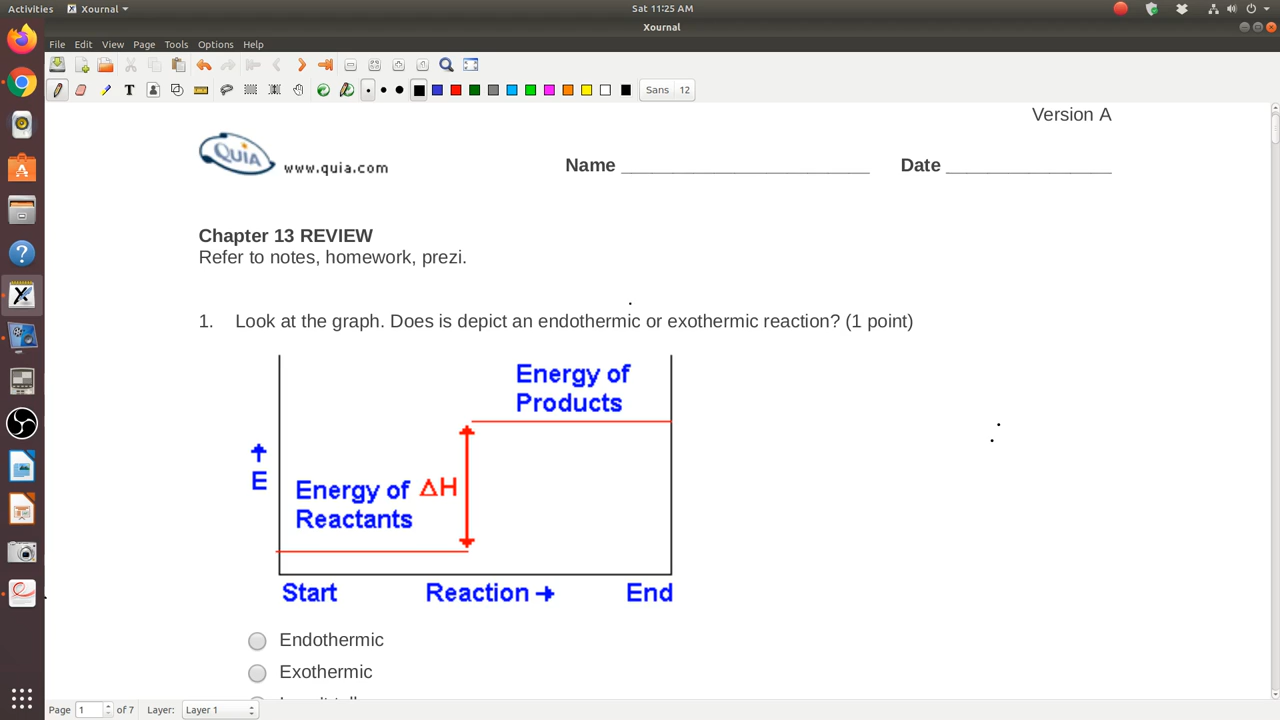 Activities
Xournal
Sat 11:25 AM
Xournal
File Edit View Page Tools Options Help
Sans 12
Version A
QUIA www.quia.com
Name ________________________ Date ________________
Chapter 13 REVIEW
Refer to notes, homework, prezi.
1. Look at the graph. Does is depict an endothermic or exothermic reaction? (1 point)
Energy of
Products
E
Energy of
Reactants
ΔH
Start Reaction End
Endothermic
Exothermic
Page 1 of 7 Layer: Layer 1